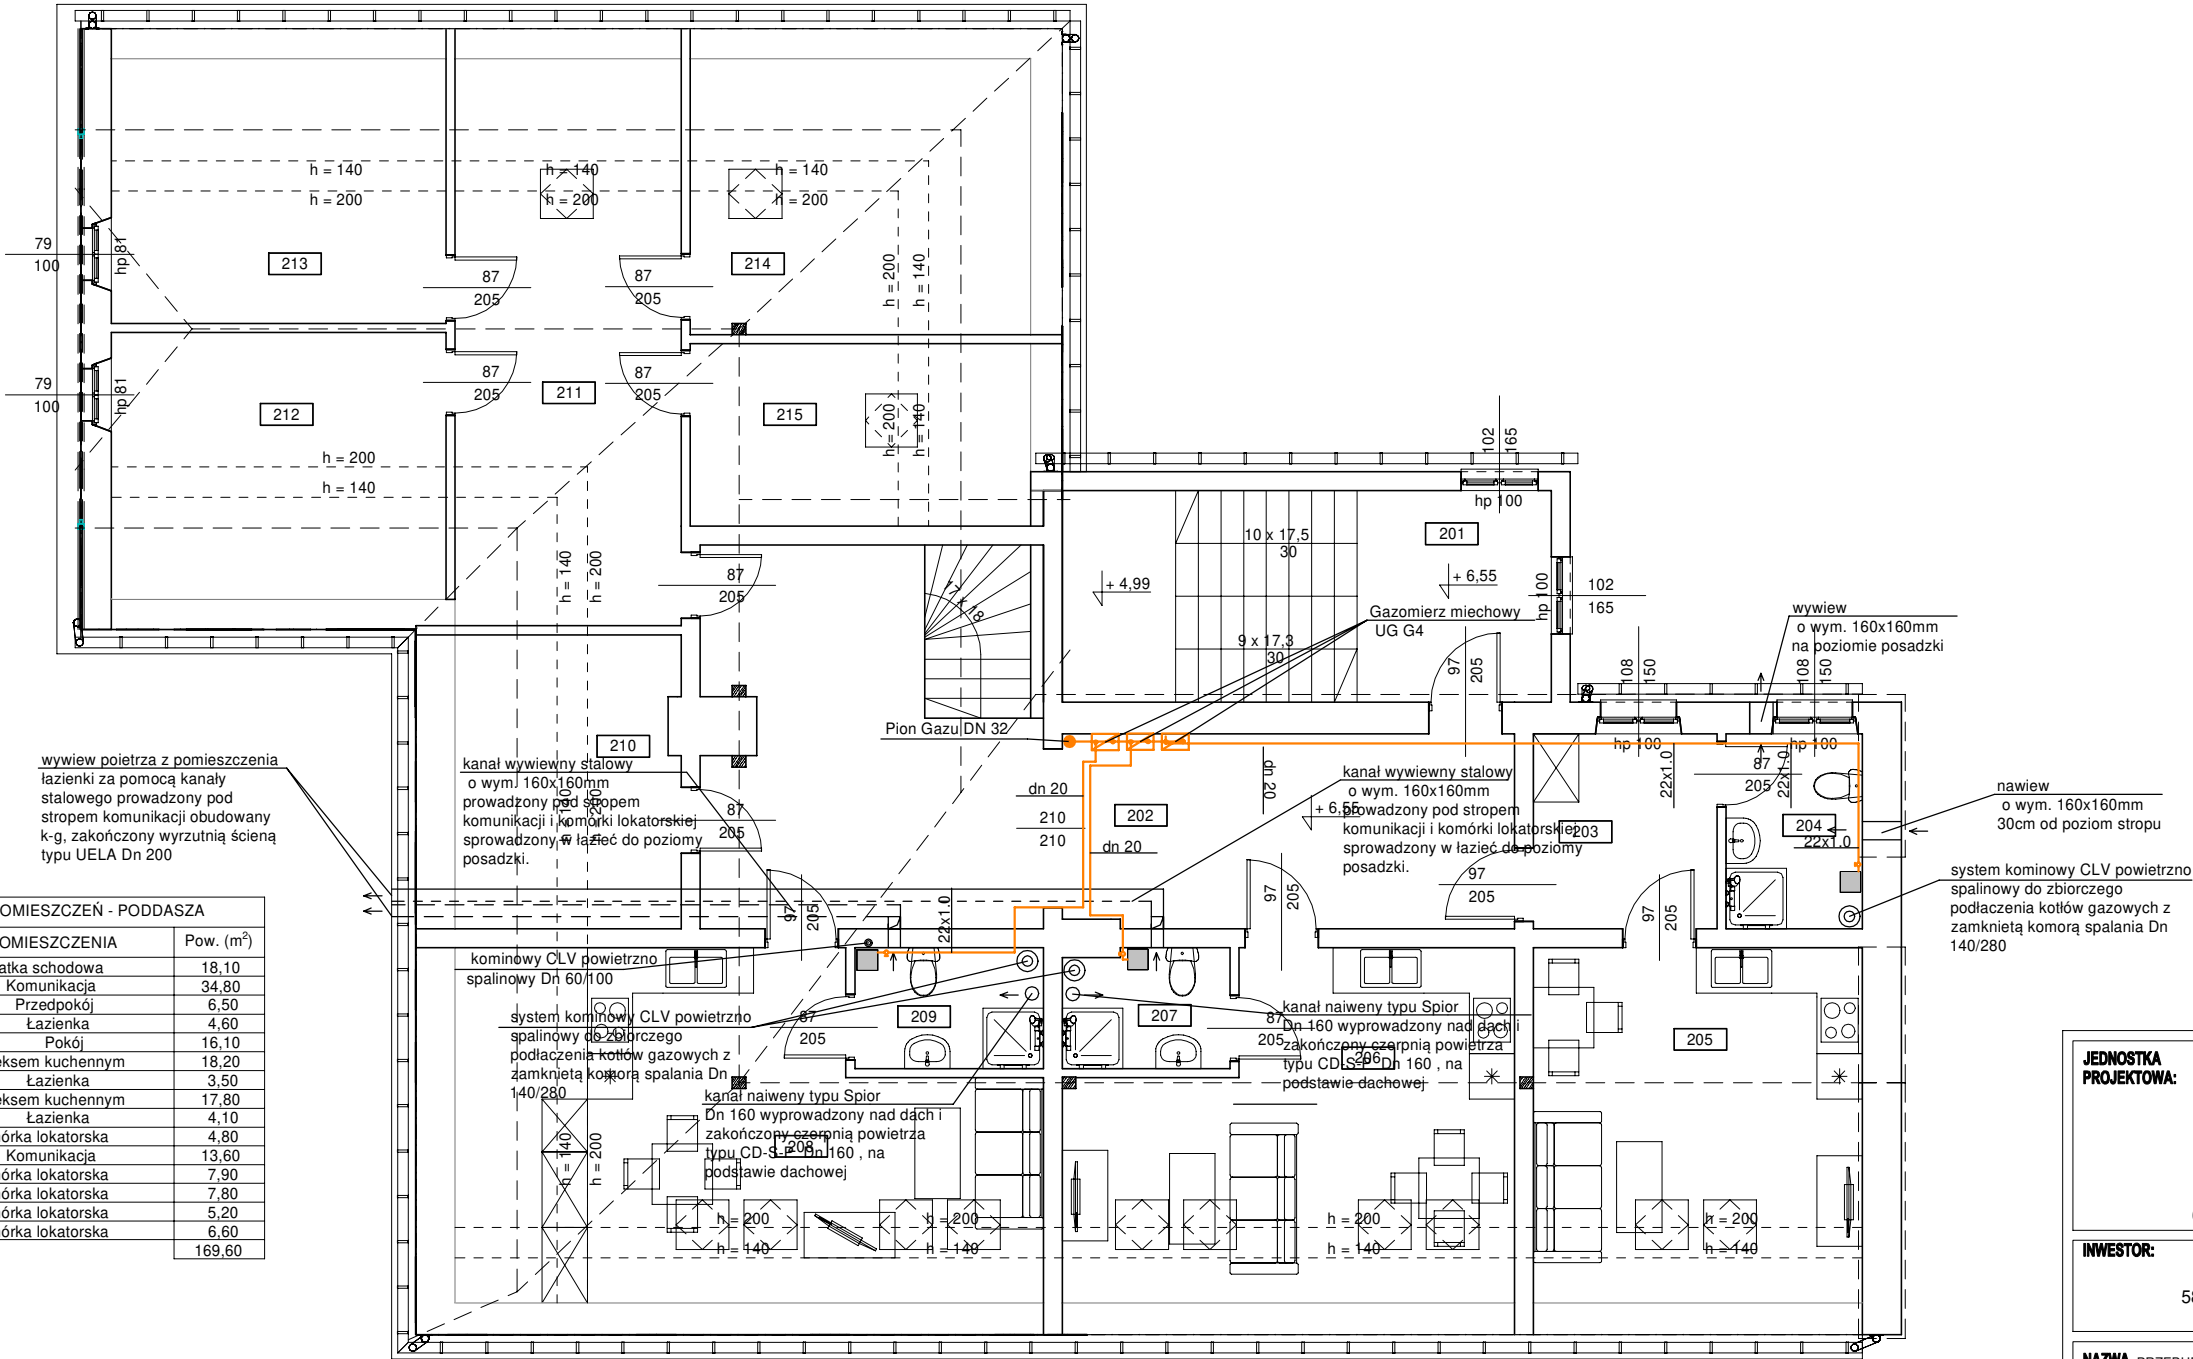 h = 140
h = 200
h = 140
h = 200
h = 140
h = 200
79
100
hp 81
213
87
205
87
205
214
h = 200
h = 140
79
100
hp 81
212
87
205
211
87
205
215
h = 200
h = 140
h = 200
h = 140
102
165
hp 100
10 x 17,5
30
201
h = 140
h = 200
87
205
17 x 18
+ 4,99
+ 6,55
hp 100
102
165
Gazomierz miechowy
UG G4
9 x 17,3
30
97
205
108
150
108
150
wywiew
o wym. 160x160mm
na poziomie posadzki
Pion Gazu DN 32
210
hp 100
hp 100
wywiew poietrza z pomieszczenia
łazienki za pomocą kanały
stalowego prowadzony pod
stropem komunikacji obudowany
k-g, zakończony wyrzutnią ścieną
typu UELA Dn 200
kanał wywiewny stalowy
o wym. 160x160mm
prowadzony pod stropem
komunikacji i komórki lokatorskiej
sprowadzony w łazieć do poziomy
posadzki.
h = 140
h = 200
87
205
dn 20
210
210
dn 20
202
dn 20
kanał wywiewny stalowy
o wym. 160x160mm
+ 6,55
prowadzony pod stropem
komunikacji i komórki lokatorskiej
sprowadzony w łazieć do poziomy
posadzki.
203
22x1.0
87
205
22x1.0
204
22x1.0
nawiew
o wym. 160x160mm
30cm od poziom stropu
system kominowy CLV powietrzno
spalinowy do zbiorczego
podłaczenia kotłów gazowych z
zamknietą komorą spalania Dn
140/280
97
205
22x1.0
97
205
97
205
97
205
OMIESZCZEŃ - PODDASZA
OMIESZCZENIA Pow. (m²)
atka schodowa 18,10
Komunikacja 34,80
Przedpokój 6,50
Łazienka 4,60
Pokój 16,10
eksem kuchennym 18,20
Łazienka 3,50
eksem kuchennym 17,80
Łazienka 4,10
órka lokatorska 4,80
Komunikacja 13,60
órka lokatorska 7,90
órka lokatorska 7,80
órka lokatorska 5,20
órka lokatorska 6,60
169,60
kominowy CLV powietrzno
spalinowy Dn 60/100
system kominowy CLV powietrzno
spalinowy do zbiorczego
podłaczenia kotłów gazowych z
zamknietą komorą spalania Dn
140/280
87
205
209
207
87
205
kanał naiweny typu Spior
Dn 160 wyprowadzony nad dach i
zakończony czerpnią powietrza
typu CD-S-P Dn 160 , na
podstawie dachowej
206
205
kanał naiweny typu Spior
Dn 160 wyprowadzony nad dach i
zakończony czerpnią powietrza
typu CD-S-P Dn 160 , na
podstawie dachowej
208
h = 140
h = 200
h = 200
h = 140
h = 200
h = 140
h = 200
h = 140
h = 200
h = 140
JEDNOSTKA
PROJEKTOWA:
INWESTOR:
58